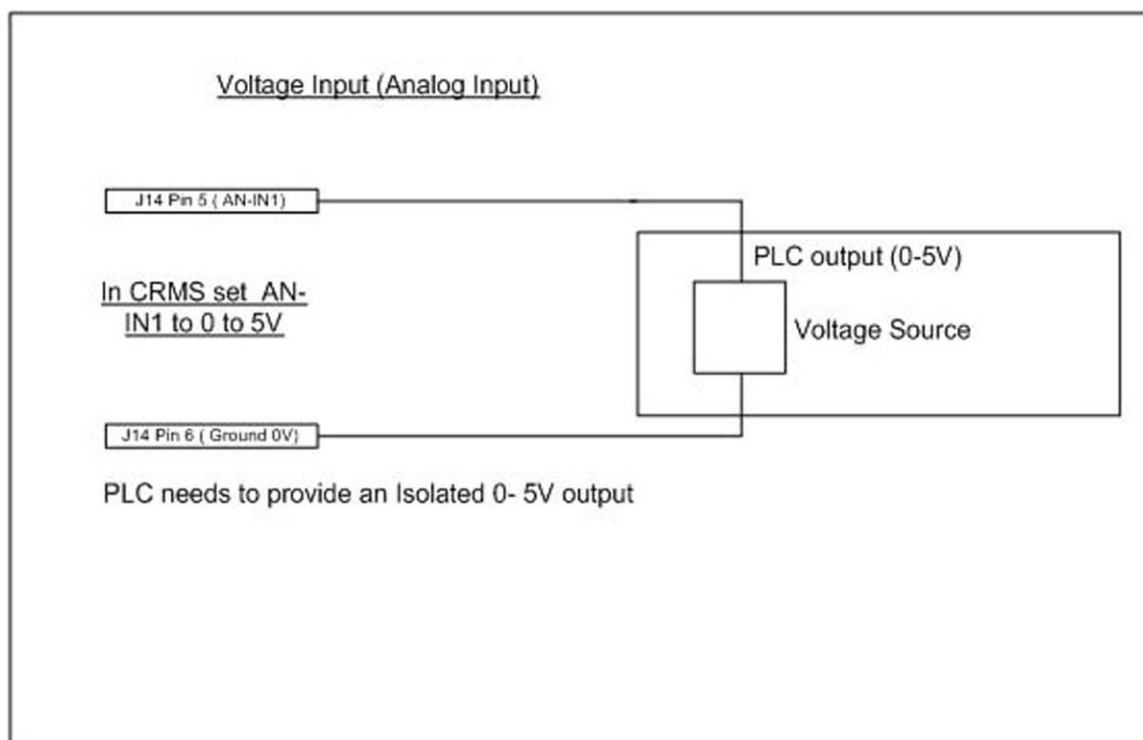 Voltage Input (Analog Input)
J14 Pin 5 ( AN-IN1)
PLC output (0-5V)
In CRMS set  AN-
IN1 to 0 to 5V
Voltage Source
J14 Pin 6 ( Ground 0V)
PLC needs to provide an Isolated 0- 5V output